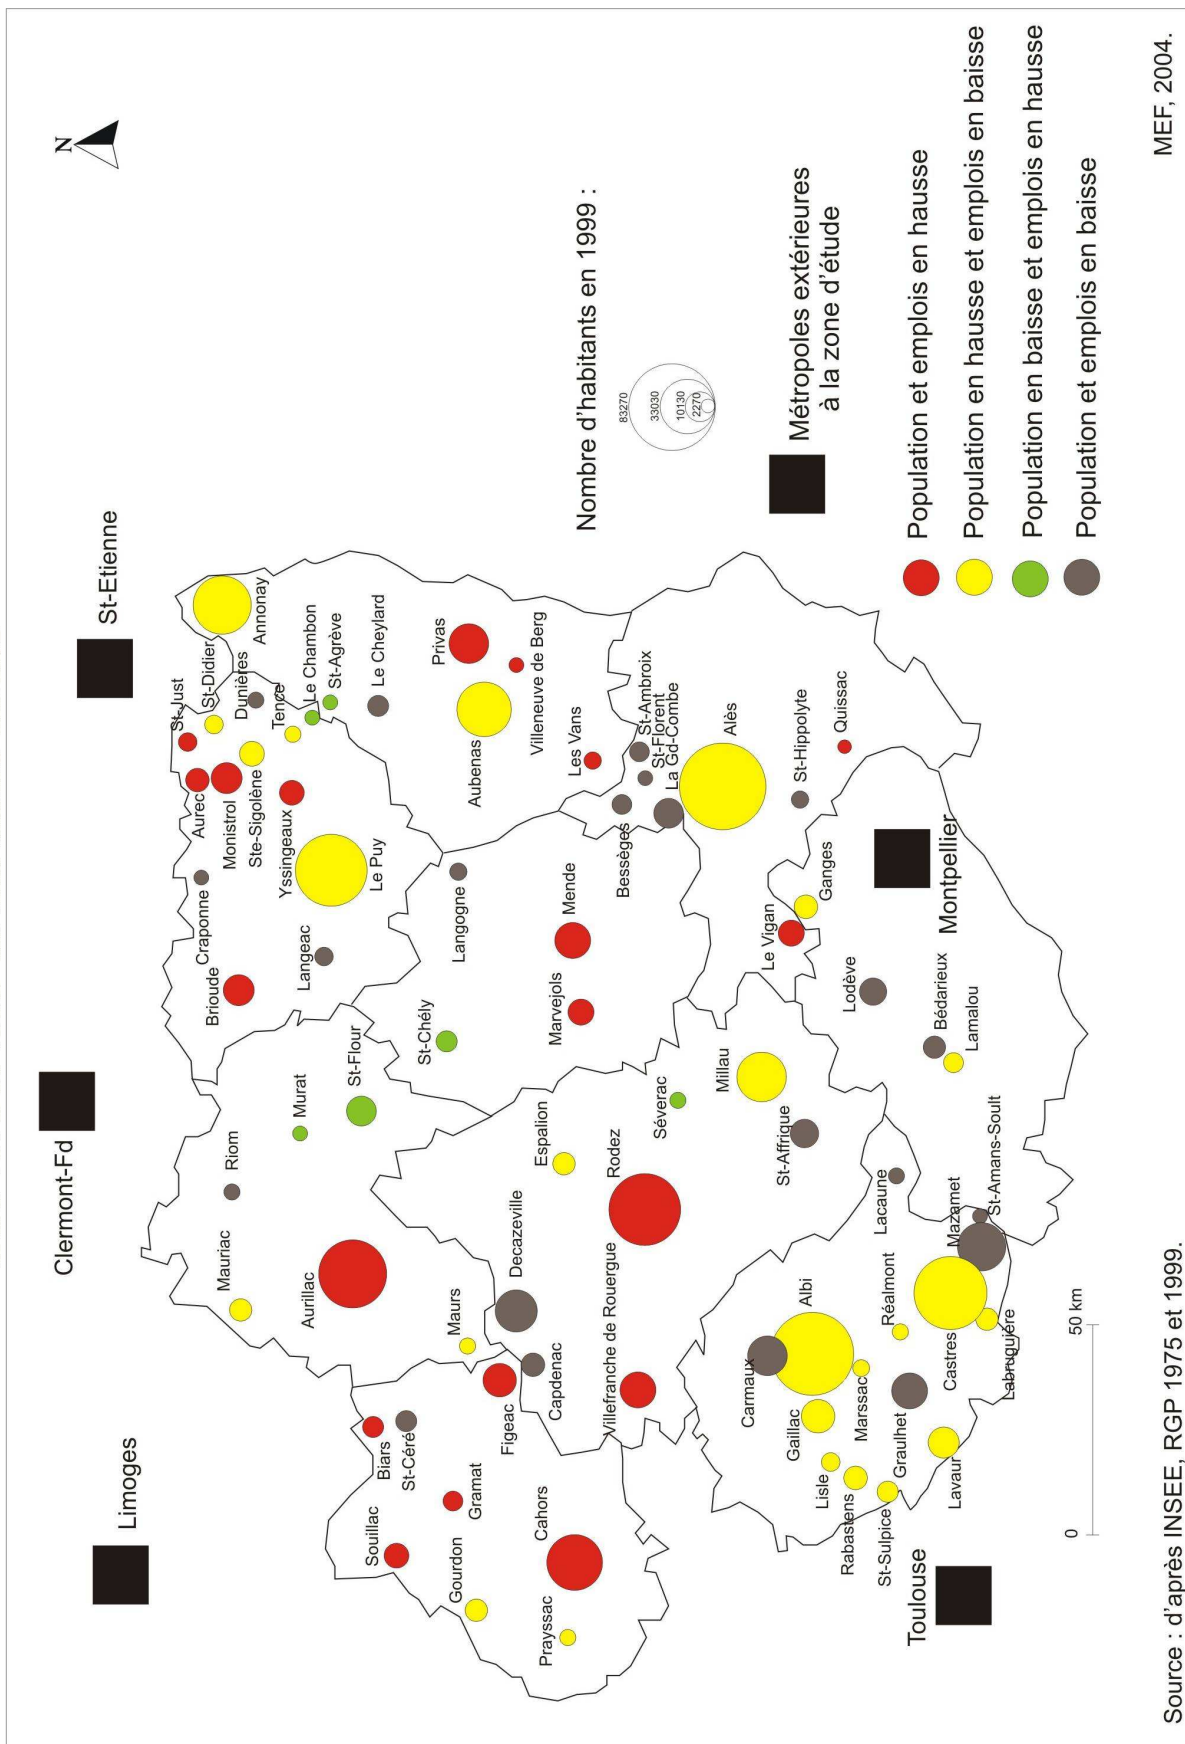 Limoges
Clermont-Fd
St-Etienne
N
Mauriac
Riom
Murat
St-Flour
Aurillac
Maurs
Brioude
Craponne
Langeac
Aurec
St-Just
Monistrol
St-Didier
Ste-Sigolène
Dunières
Yssingeaux
Tence
Le Chambon
St-Agrève
Le Puy
Annonay
Le Cheylard
Privas
Aubenas
Villeneuve de Berg
Les Vans
Souillac
Biars
St-Céré
Gramat
Gourdon
Figeac
Cahors
Prayssac
Decazeville
Capdenac
Espalion
Rodez
Villefranche de Rouergue
Séverac
Millau
St-Affrique
St-Chély
Langogne
Marvejols
Mende
Bessèges
St-Ambroix
St-Florent
La Gd-Combe
Alès
St-Hippolyte
Quissac
Le Vigan
Ganges
Montpellier
Lodève
Bédarieux
Lamalou
Carmaux
Albi
Gaillac
Marssac
Lisle
Rabastens
St-Sulpice
Graulhet
Réalmont
Lacaune
Lavaur
Castres
Labruguière
Mazamet
St-Amans-Soult
Toulouse
0
50 km
Nombre d'habitants en 1999 :
83270
33030
10130
2270
Métropoles extérieures
à la zone d'étude
Population et emplois en hausse
Population en hausse et emplois en baisse
Population en baisse et emplois en hausse
Population et emplois en baisse
Source : d'après INSEE, RGP 1975 et 1999.
MEF, 2004.